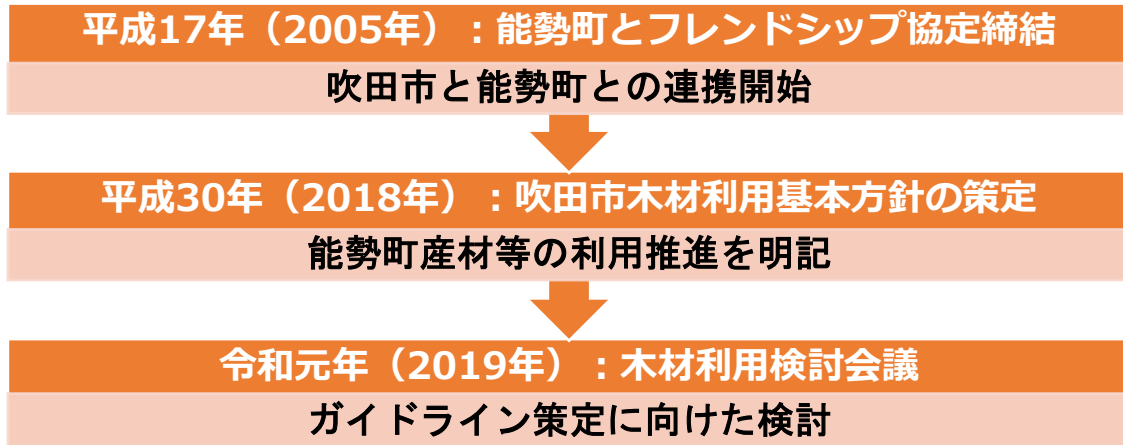 平成17年（2005年）：能勢町とフレンドシップ協定締結
吹田市と能勢町との連携開始
平成30年（2018年）：吹田市木材利用基本方針の策定
能勢町産材等の利用推進を明記
令和元年（2019年）：木材利用検討会議
ガイドライン策定に向けた検討